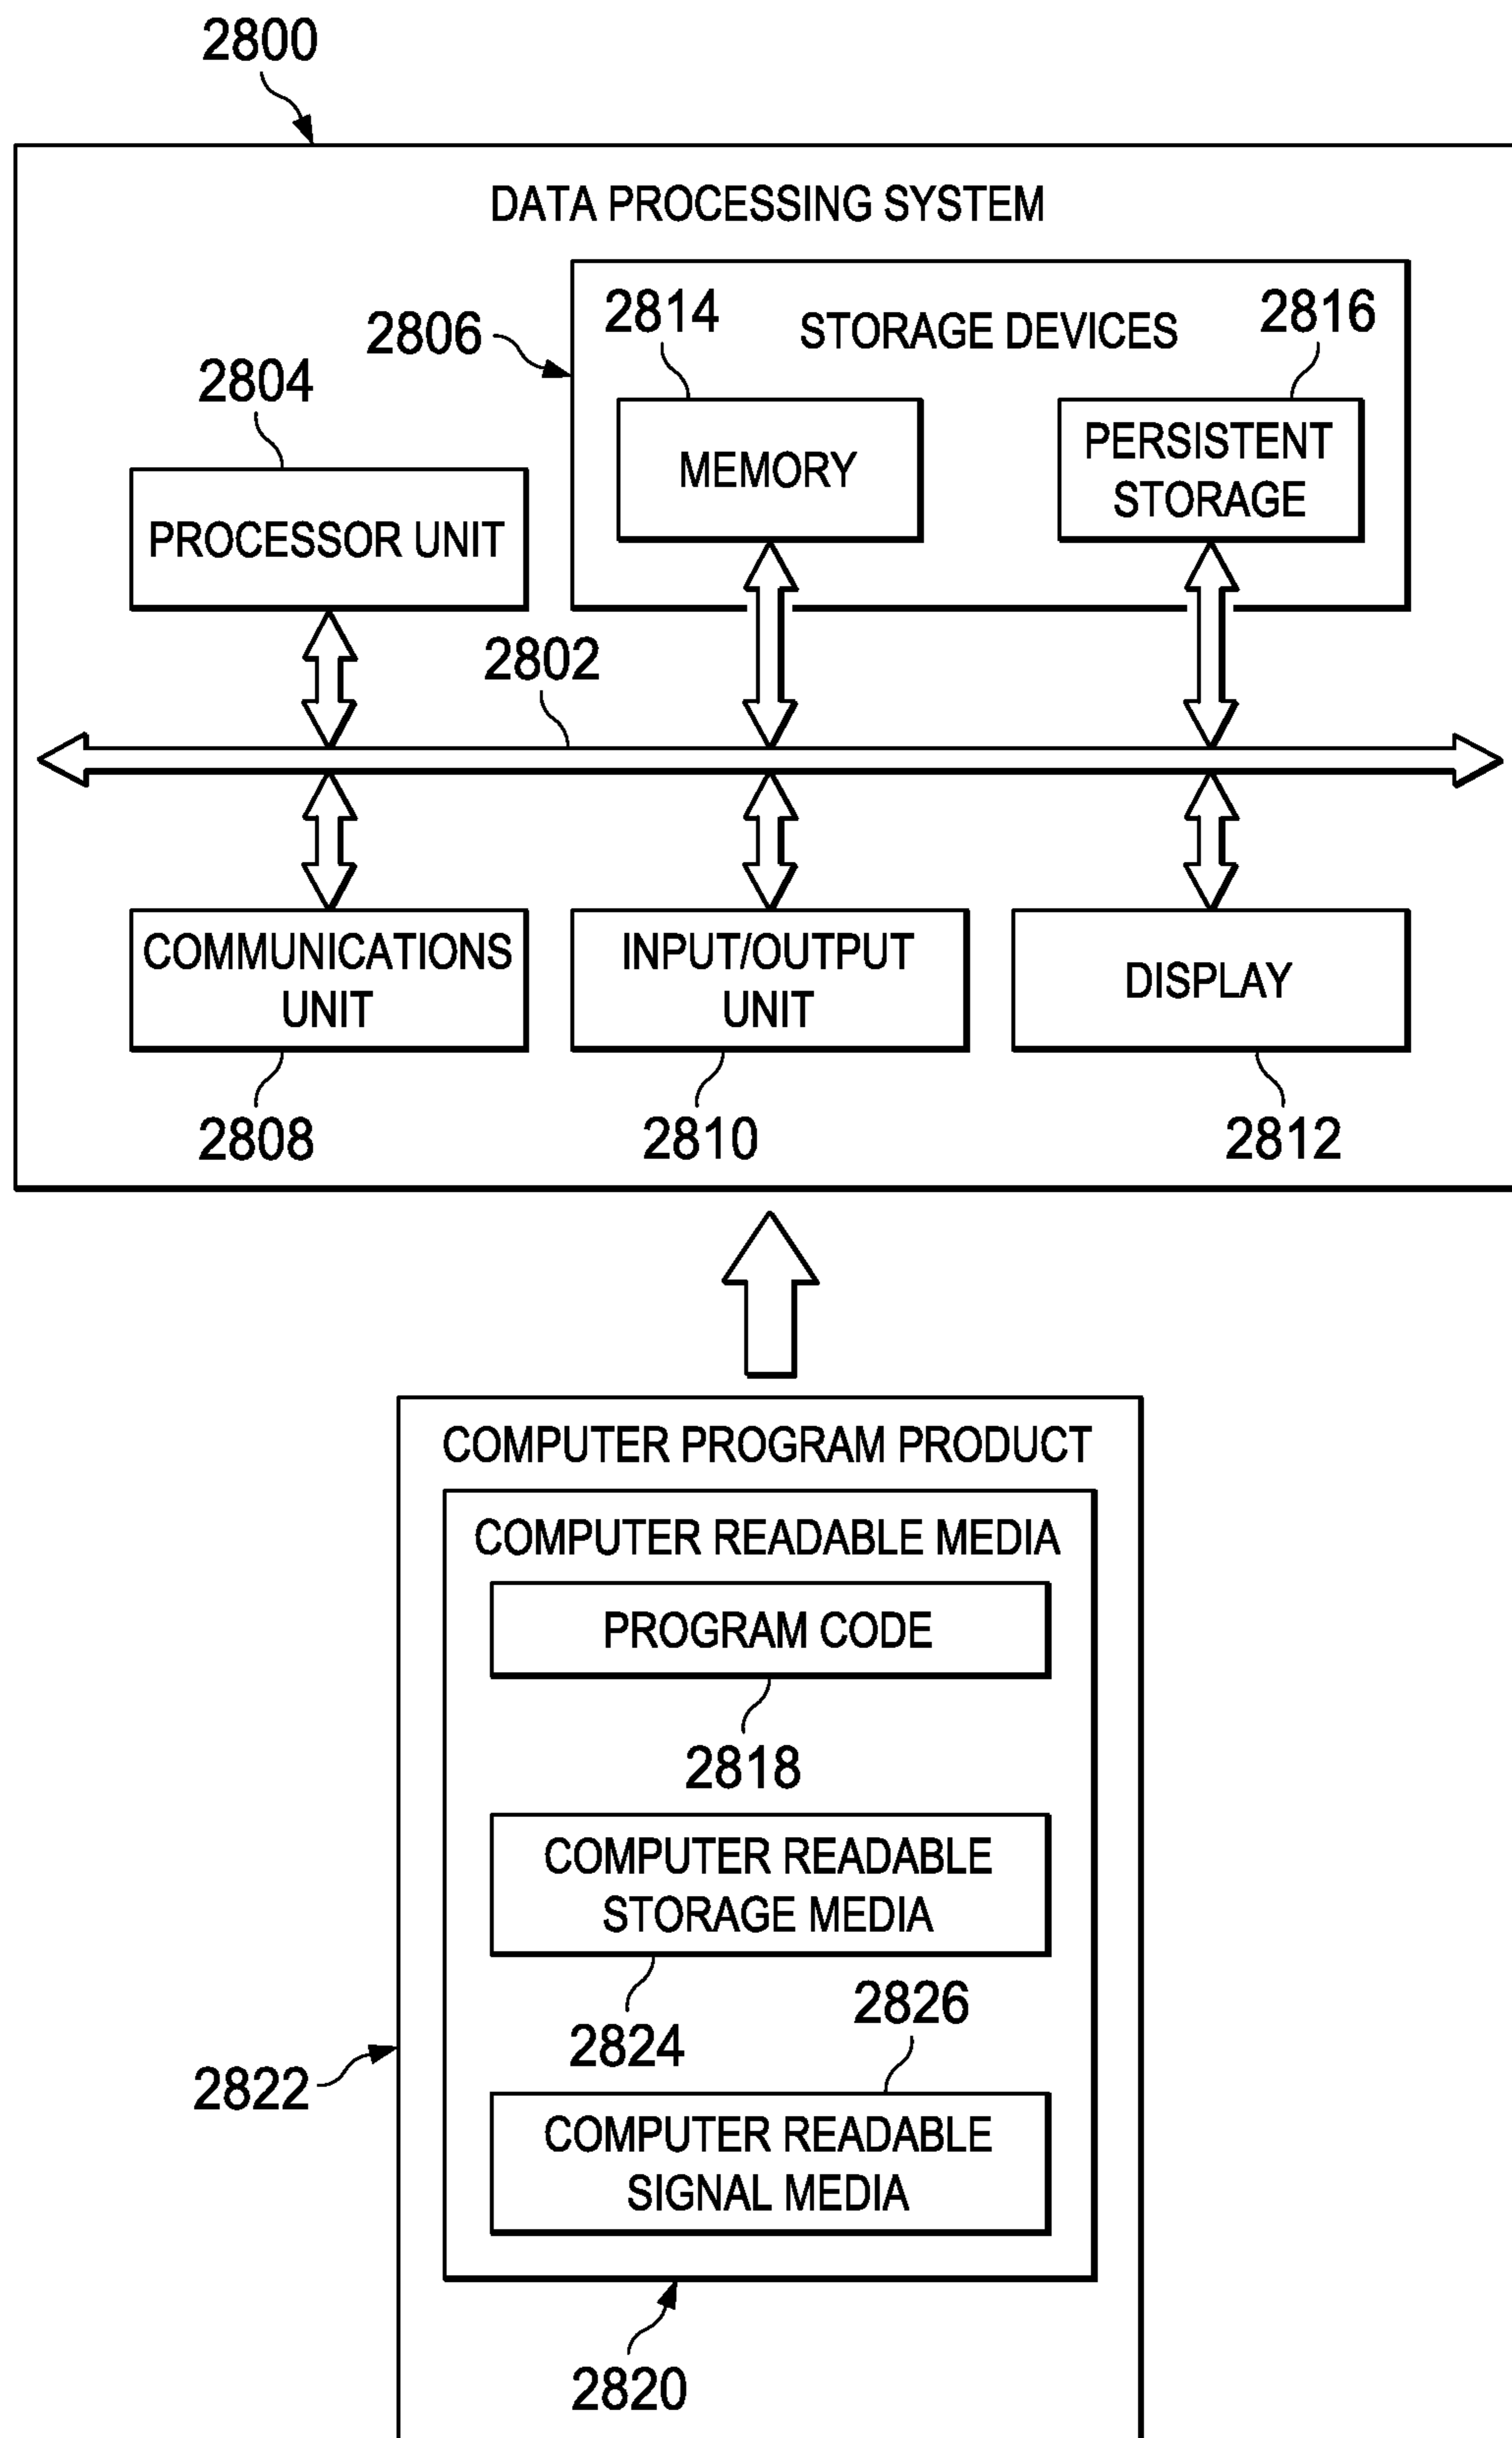 2800
DATA PROCESSING SYSTEM
2806
2814
STORAGE DEVICES
2816
2804
MEMORY
PERSISTENT
STORAGE
PROCESSOR UNIT
2802
COMMUNICATIONS
UNIT
INPUT/OUTPUT
UNIT
DISPLAY
2808
2810
2812
COMPUTER PROGRAM PRODUCT
COMPUTER READABLE MEDIA
PROGRAM CODE
2818
COMPUTER READABLE
STORAGE MEDIA
2824
2826
2822
COMPUTER READABLE
SIGNAL MEDIA
2820